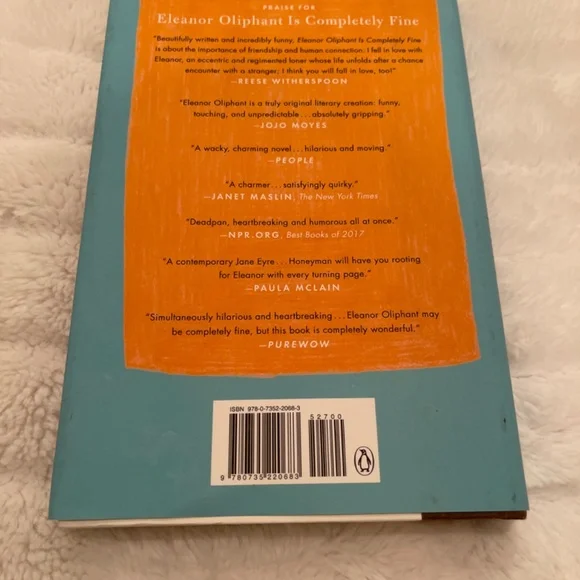 PRAISE FOR
Eleanor Oliphant Is Completely Fine
"Beautifully written and incredibly funny, Eleanor Oliphant Is Completely Fine
is about the importance of friendship and human connection. I fell in love with
Eleanor, an eccentric and regimented loner whose life unfolds after a chance
encounter with a stranger; I think you will fall in love, too!"
—REESE WITHERSPOON
"Eleanor Oliphant is a truly original literary creation: funny,
touching, and unpredictable...absolutely gripping."
—JOJO MOYES
"A wacky, charming novel...hilarious and moving."
—PEOPLE
"A charmer...satisfyingly quirky."
—JANET MASLIN, The New York Times
"Deadpan, heartbreaking and humorous all at once."
—NPR.ORG, Best Books of 2017
"A contemporary Jane Eyre...Honeyman will have you rooting
for Eleanor with every turning page."
—PAULA MCLAIN
"Simultaneously hilarious and heartbreaking...Eleanor Oliphant may
be completely fine, but this book is completely wonderful."
—PUREWOW
ISBN 978-0-7352-2068-3
52700
9 780735 220683